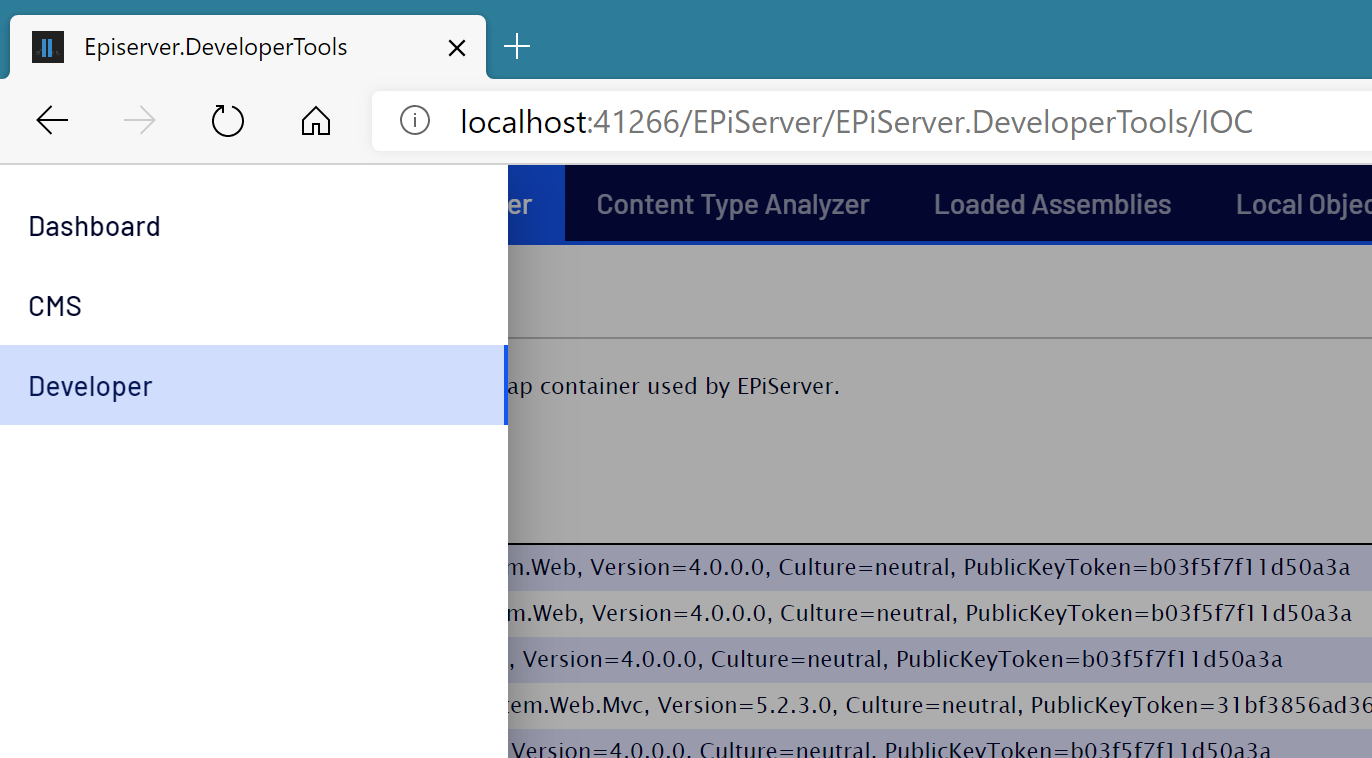 Episerver.DeveloperTools
localhost:41266/EPiServer/EPiServer.DeveloperTools/IOC
Dashboard
CMS
Developer
er Content Type Analyzer Loaded Assemblies Local Objec
ap container used by EPiServer.
m.Web, Version=4.0.0.0, Culture=neutral, PublicKeyToken=b03f5f7f11d50a3a
m.Web, Version=4.0.0.0, Culture=neutral, PublicKeyToken=b03f5f7f11d50a3a
, Version=4.0.0.0, Culture=neutral, PublicKeyToken=b03f5f7f11d50a3a
tem.Web.Mvc, Version=5.2.3.0, Culture=neutral, PublicKeyToken=31bf3856ad36
Version=4.0.0.0, Culture=neutral, PublicKeyToken=b03f5f7f11d50a3a